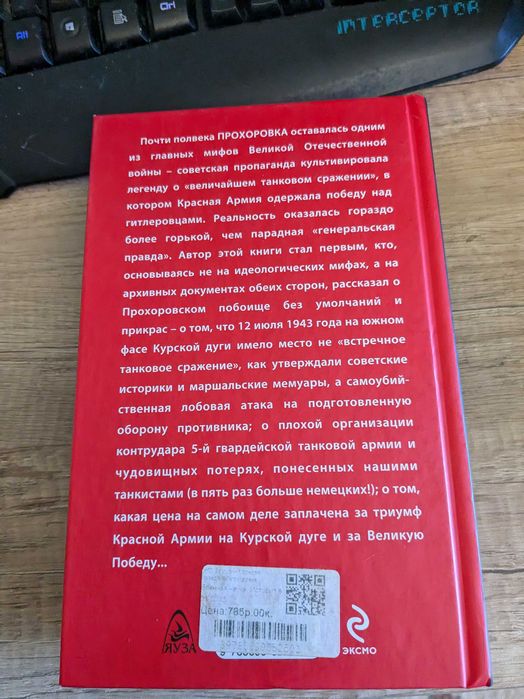 Alt
Ctrl
INTERCEPTOR
Почти полвека ПРОХОРОВКА оставалась одним
из главных мифов Великой Отечественной
войны – советская пропаганда культивировала
легенду о «величайшем танковом сражении», в
котором Красная Армия одержала победу над
гитлеровцами. Реальность оказалась гораздо
более горькой, чем парадная «генеральская
правда». Автор этой книги стал первым, кто,
основываясь не на идеологических мифах, а на
архивных документах обеих сторон, рассказал о
Прохоровском побоище без умолчаний и
прикрас – о том, что 12 июля 1943 года на южном
фасе Курской дуги имело место не «встречное
танковое сражение», как утверждали советские
историки и маршальские мемуары, а самоубий-
ственная лобовая атака на подготовленную
оборону противника; о плохой организации
контрудара 5-й гвардейской танковой армии и
чудовищных потерях, понесенных нашими
танкистами (в пять раз больше немецких!); о том,
какая цена на самом деле заплачена за триумф
Красной Армии на Курской дуге и за Великую
Победу...
Цена:785р.00к.
ЯУЗА
ЭКСМО